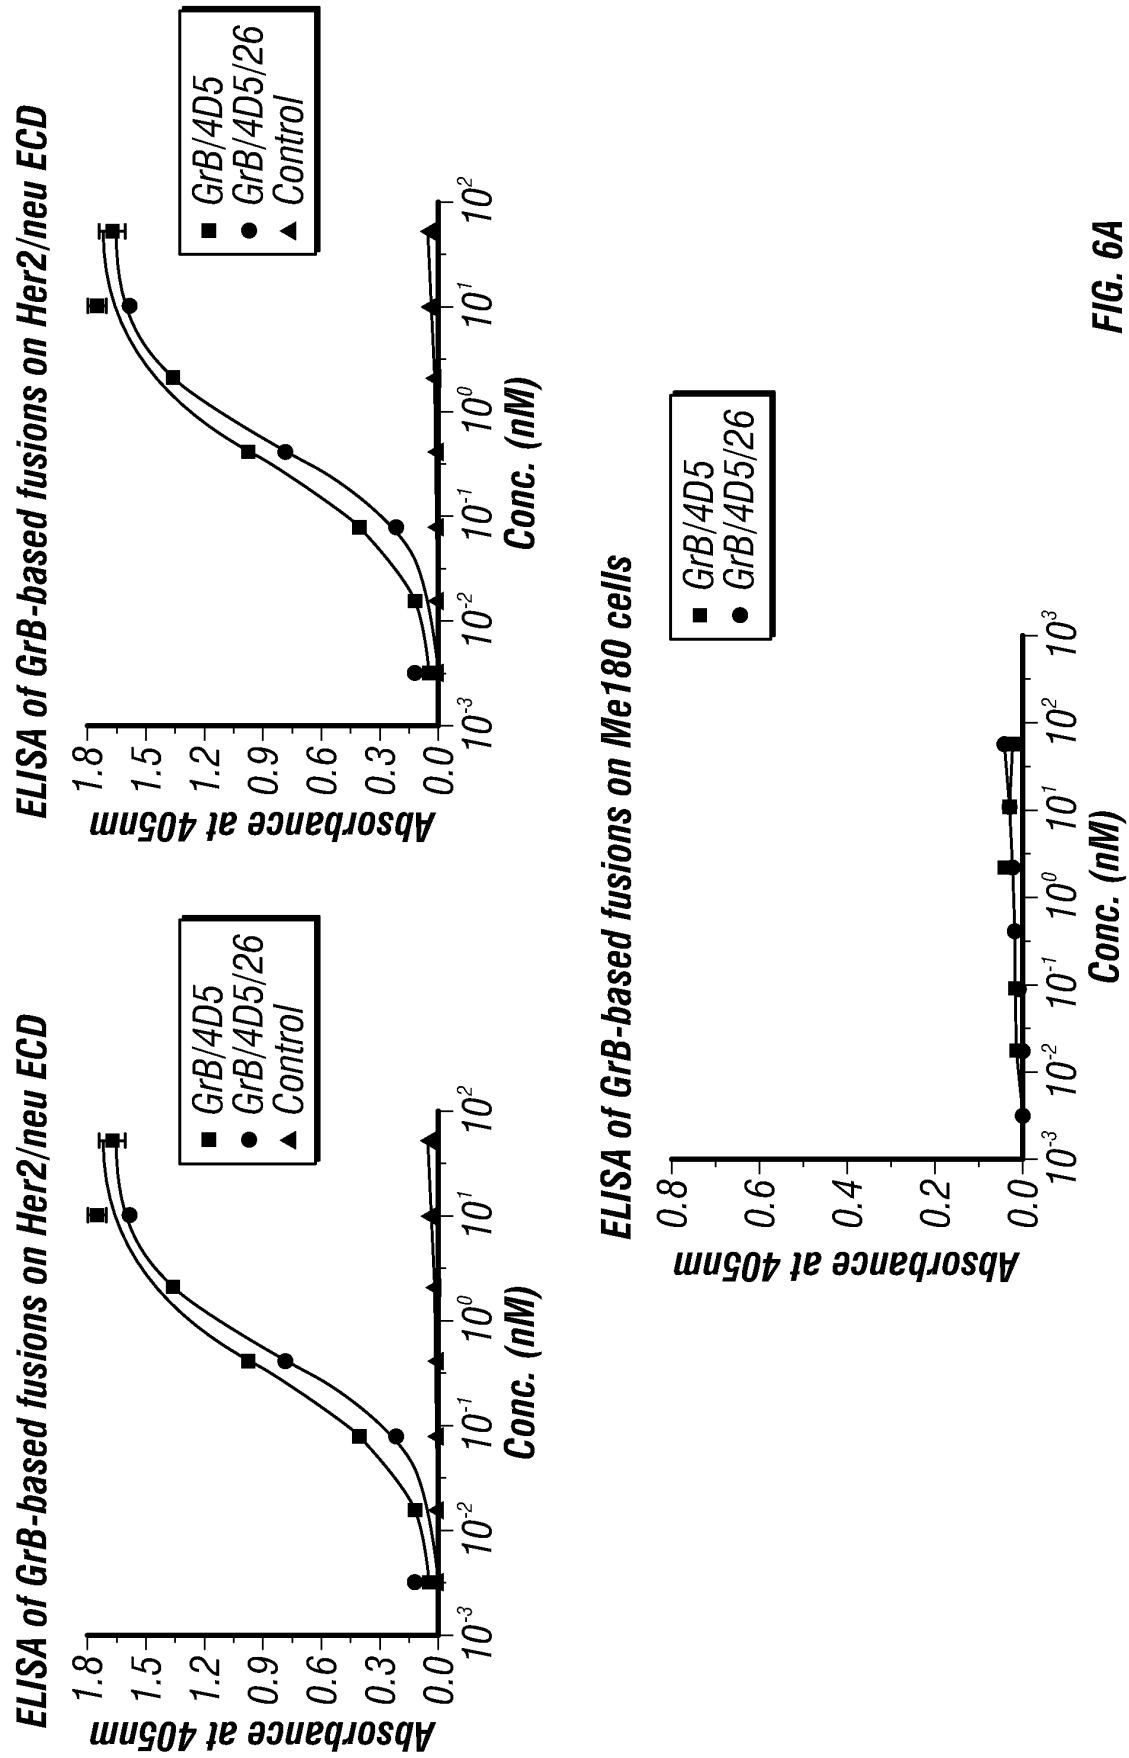 ELISA of GrB-based fusions on Her2/neu ECD
Absorbance at 405nm
1.8
1.5
1.2
0.9
0.6
0.3
0.0
10-3
10-2
10-1
100
101
102
Conc. (nM)
GrB/4D5
GrB/4D5/26
Control
ELISA of GrB-based fusions on Her2/neu ECD
Absorbance at 405nm
1.8
1.5
1.2
0.9
0.6
0.3
0.0
10-3
10-2
10-1
100
101
102
Conc. (nM)
GrB/4D5
GrB/4D5/26
Control
ELISA of GrB-based fusions on Me180 cells
Absorbance at 405nm
0.8
0.6
0.4
0.2
0.0
10-3
10-2
10-1
100
101
102
103
Conc. (nM)
GrB/4D5
GrB/4D5/26
FIG. 6A